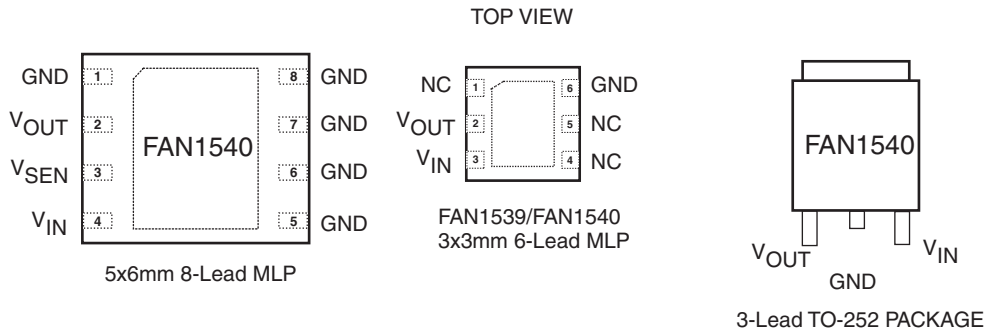 TOP VIEW
GND 1 8 GND
VOUT 2 7 GND
FAN1540
VSEN 3 6 GND
VIN 4 5 GND
5x6mm 8-Lead MLP
NC 1 6 GND
VOUT 2 5 NC
VIN 3 4 NC
FAN1539/FAN1540
3x3mm 6-Lead MLP
FAN1540
VOUT
VIN
GND
3-Lead TO-252 PACKAGE